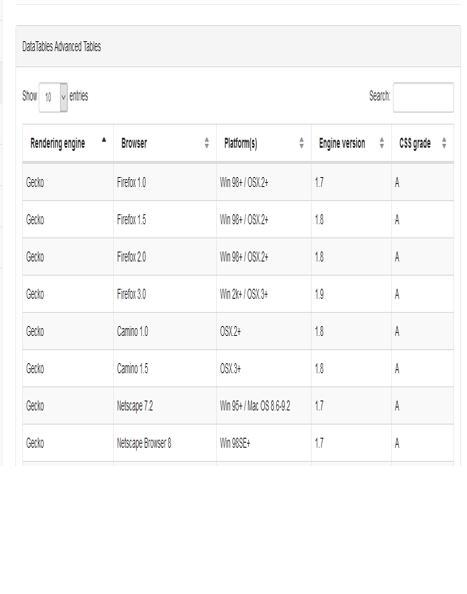 DataTables Advanced Tables
Show 10 entries Search:
Rendering engine Browser Platform(s) Engine version CSS grade
Gecko Firefox 1.0 Win 98+ / OSX.2+ 1.7 A
Gecko Firefox 1.5 Win 98+ / OSX.2+ 1.8 A
Gecko Firefox 2.0 Win 98+ / OSX.2+ 1.8 A
Gecko Firefox 3.0 Win 2k+ / OSX.3+ 1.9 A
Gecko Camino 1.0 OSX.2+ 1.8 A
Gecko Camino 1.5 OSX.3+ 1.8 A
Gecko Netscape 7.2 Win 95+ / Mac OS 8.6-9.2 1.7 A
Gecko Netscape Browser 8 Win 98SE+ 1.7 A